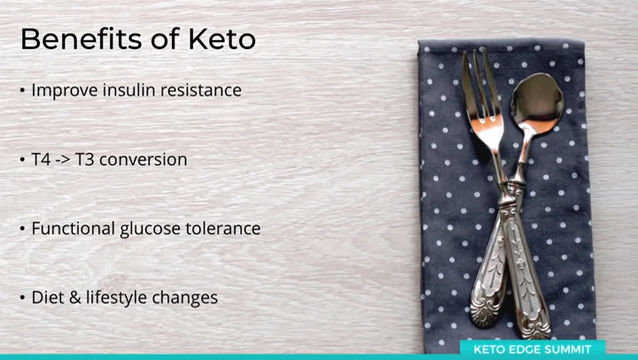 Benefits of Keto
• Improve insulin resistance
• T4 -> T3 conversion
• Functional glucose tolerance
• Diet & lifestyle changes
KETO EDGE SUMMIT